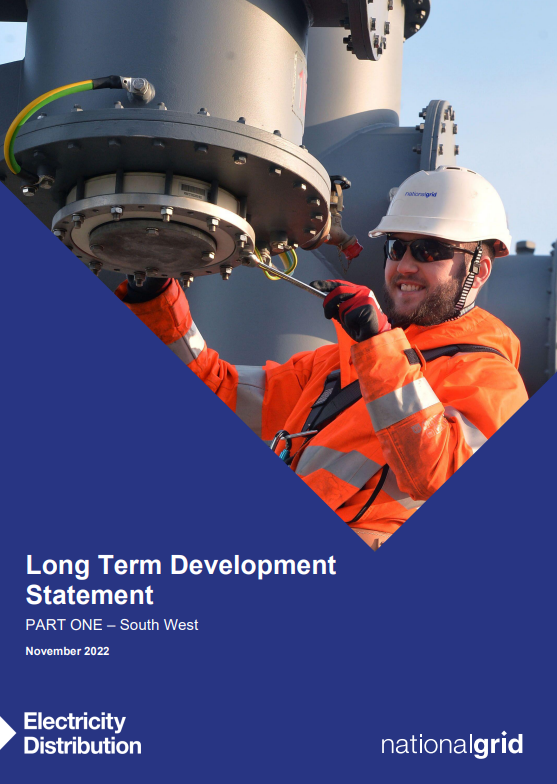 nationalgrid
Long Term Development
Statement
PART ONE – South West
November 2022
Electricity
Distribution
nationalgrid